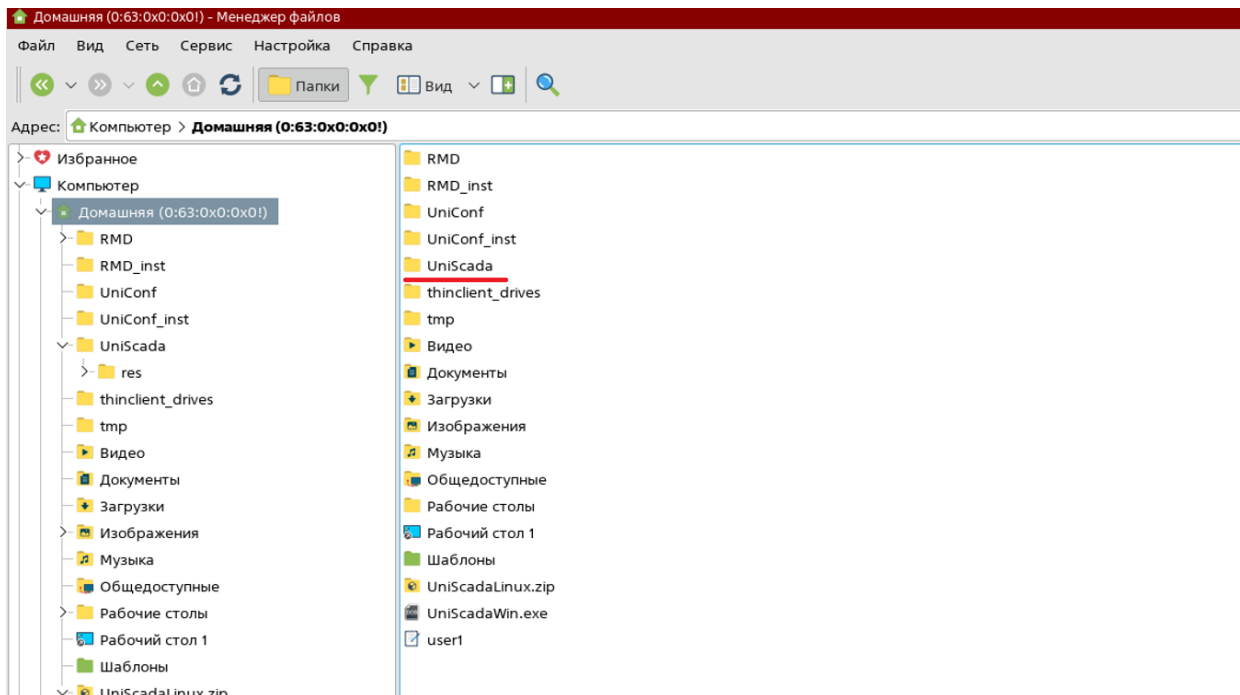 Домашняя (0:63:0x0:0x0!) – Менеджер файлов
Файл Вид Сеть Сервис Настройка Справка
Папки Вид
Адрес: Компьютер > Домашняя (0:63:0x0:0x0!)
Избранное
Компьютер
Домашняя (0:63:0x0:0x0!)
RMD
RMD_inst
UniConf
UniConf_inst
UniScada
res
thinclient_drives
tmp
Видео
Документы
Загрузки
Изображения
Музыка
Общедоступные
Рабочие столы
Рабочий стол 1
Шаблоны
UniScadaLinux.zip
RMD
RMD_inst
UniConf
UniConf_inst
UniScada
thinclient_drives
tmp
Видео
Документы
Загрузки
Изображения
Музыка
Общедоступные
Рабочие столы
Рабочий стол 1
Шаблоны
UniScadaLinux.zip
UniScadaWin.exe
user1